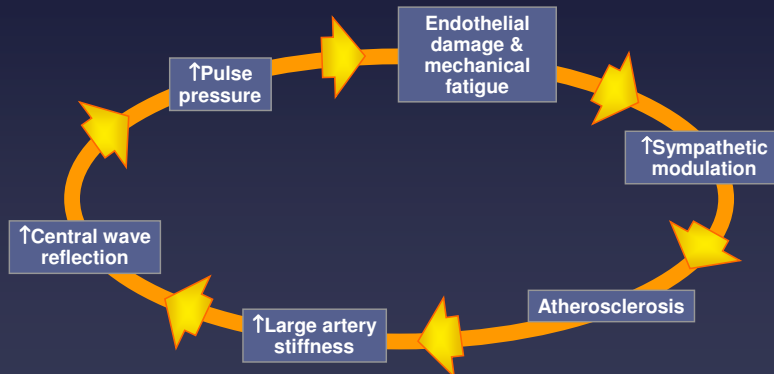 Endothelial
damage &
mechanical
fatigue
↑Sympathetic
modulation
Atherosclerosis
↑Large artery
stiffness
↑Central wave
reflection
↑Pulse
pressure